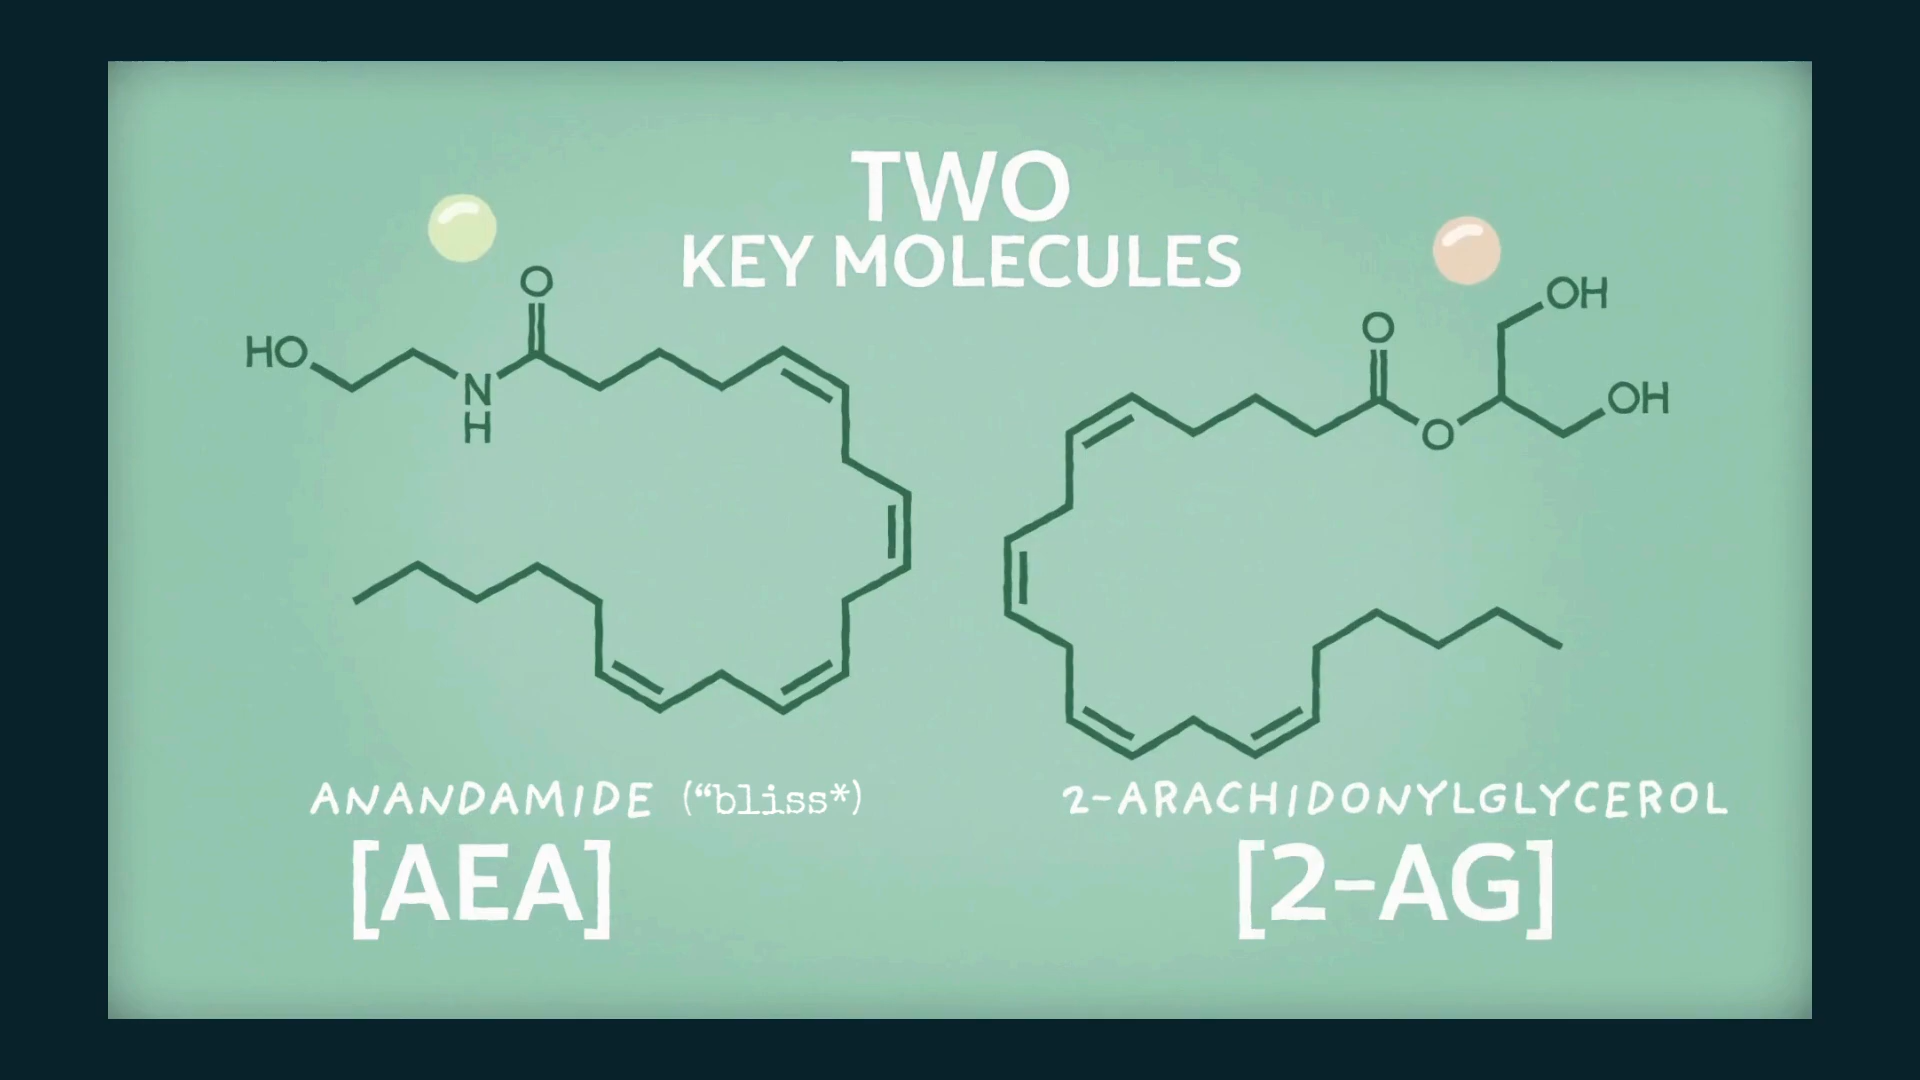 TWO
KEY MOLECULES
O
HO
N
H
O
O
OH
OH
ANANDAMIDE (“bliss*)
[AEA]
2-ARACHIDONYLGLYCEROL
[2-AG]